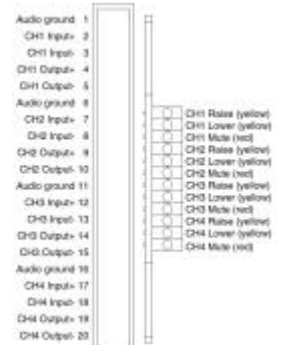 Audio ground 1
CH1 Input+ 2
CH1 Input- 3
CH1 Output+ 4
CH1 Output- 5
Audio ground 6
CH2 Input+ 7
CH2 Input- 8
CH2 Output+ 9
CH2 Output- 10
Audio ground 11
CH3 Input+ 12
CH3 Input- 13
CH3 Output+ 14
CH3 Output- 15
Audio ground 16
CH4 Input+ 17
CH4 Input- 18
CH4 Output+ 19
CH4 Output- 20
CH1 Raise (yellow)
CH1 Lower (yellow)
CH1 Mute (red)
CH2 Raise (yellow)
CH2 Lower (yellow)
CH2 Mute (red)
CH3 Raise (yellow)
CH3 Lower (yellow)
CH3 Mute (red)
CH4 Raise (yellow)
CH4 Lower (yellow)
CH4 Mute (red)